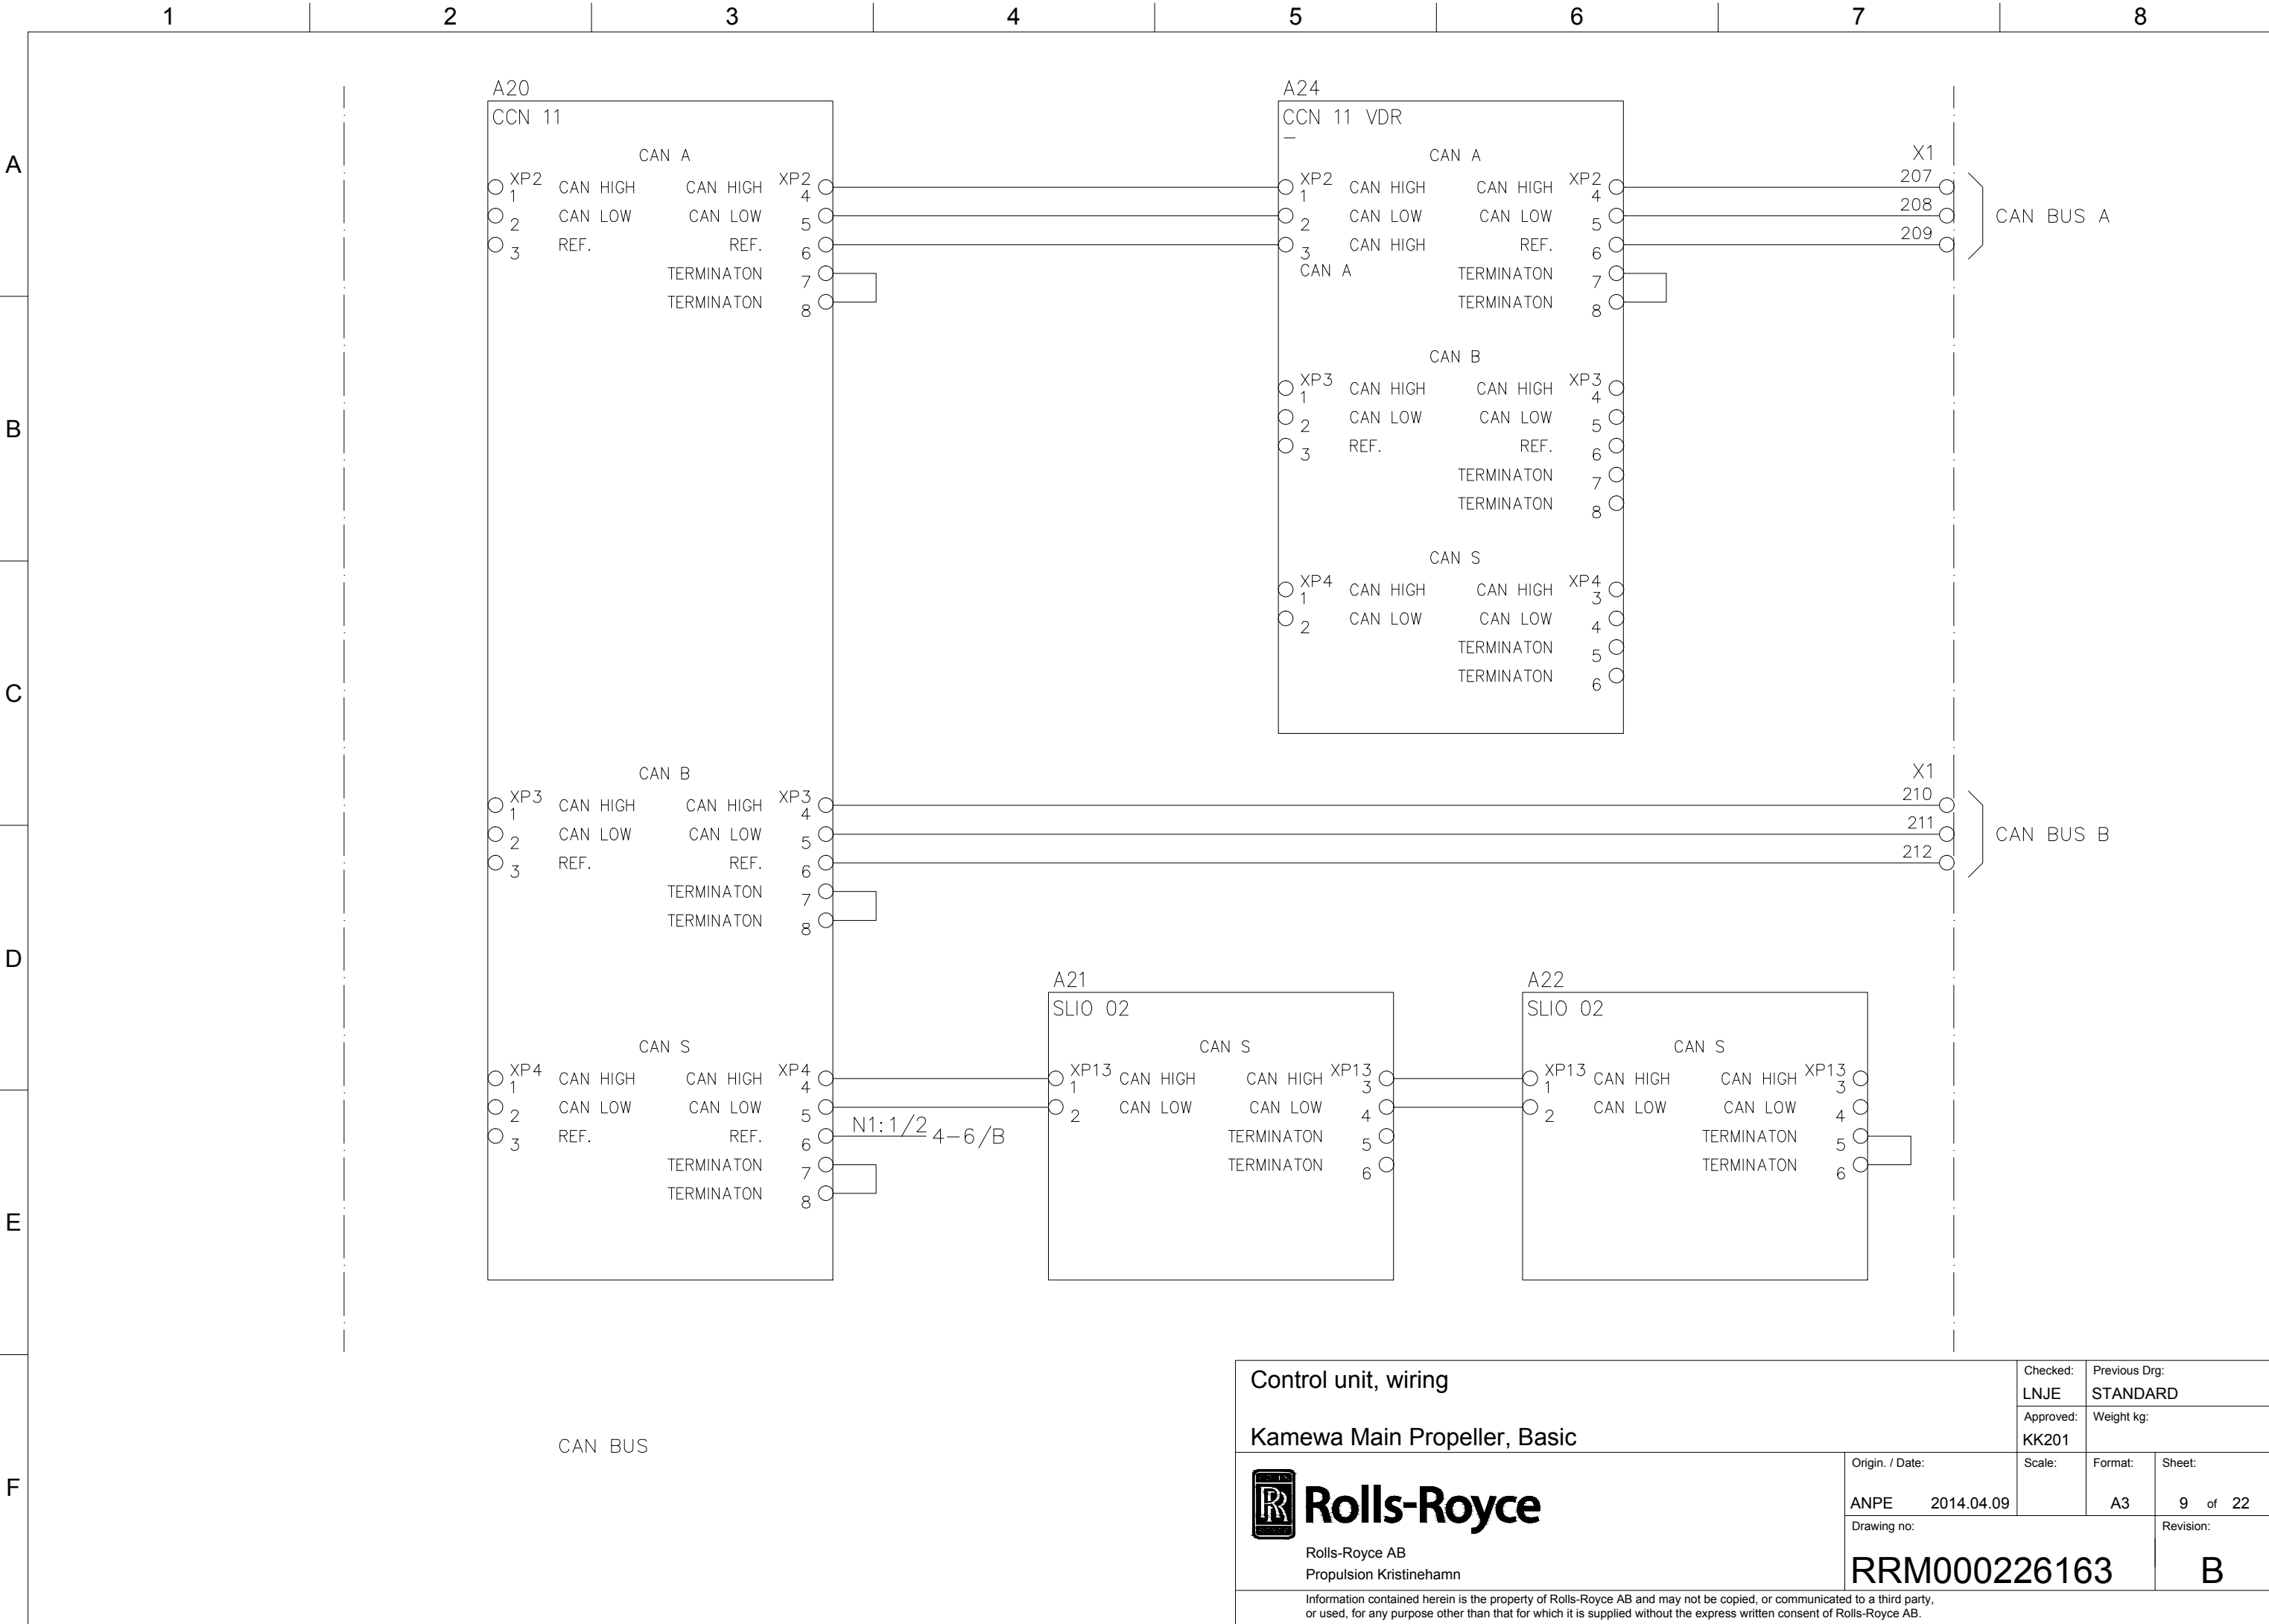 1 2 3 4 5 6 7 8
A
B
C
D
E
F
A20
CCN 11
CAN A
XP2 1 CAN HIGH CAN HIGH XP2 4
2 CAN LOW CAN LOW 5
3 REF. REF. 6
TERMINATON 7
TERMINATON 8
CAN B
XP3 1 CAN HIGH CAN HIGH XP3 4
2 CAN LOW CAN LOW 5
3 REF. REF. 6
TERMINATON 7
TERMINATON 8
CAN S
XP4 1 CAN HIGH CAN HIGH XP4 4
2 CAN LOW CAN LOW 5
3 REF. REF. 6
TERMINATON 7
TERMINATON 8
N1:1/2 4-6/B
A24
CCN 11 VDR
-
CAN A
XP2 1 CAN HIGH CAN HIGH XP2 4
2 CAN LOW CAN LOW 5
3 CAN HIGH REF. 6
CAN A TERMINATON 7
TERMINATON 8
CAN B
XP3 1 CAN HIGH CAN HIGH XP3 4
2 CAN LOW CAN LOW 5
3 REF. REF. 6
TERMINATON 7
TERMINATON 8
CAN S
XP4 1 CAN HIGH CAN HIGH XP4 3
2 CAN LOW CAN LOW 4
TERMINATON 5
TERMINATON 6
X1
207
208
209
CAN BUS A
X1
210
211
212
CAN BUS B
A21
SLIO 02
CAN S
XP13 1 CAN HIGH CAN HIGH XP13 3
2 CAN LOW CAN LOW 4
TERMINATON 5
TERMINATON 6
A22
SLIO 02
CAN S
XP13 1 CAN HIGH CAN HIGH XP13 3
2 CAN LOW CAN LOW 4
TERMINATON 5
TERMINATON 6
CAN BUS
Control unit, wiring
Kamewa Main Propeller, Basic
Checked: LNJE
Previous Drg: STANDARD
Approved: KK201
Weight kg:
Origin. / Date: ANPE 2014.04.09
Scale:
Format: A3
Sheet: 9 of 22
Drawing no: RRM000226163
Revision: B
ROLLS
RR
ROYCE
Rolls-Royce
Rolls-Royce AB
Propulsion Kristinehamn
Information contained herein is the property of Rolls-Royce AB and may not be copied, or communicated to a third party,
or used, for any purpose other than that for which it is supplied without the express written consent of Rolls-Royce AB.